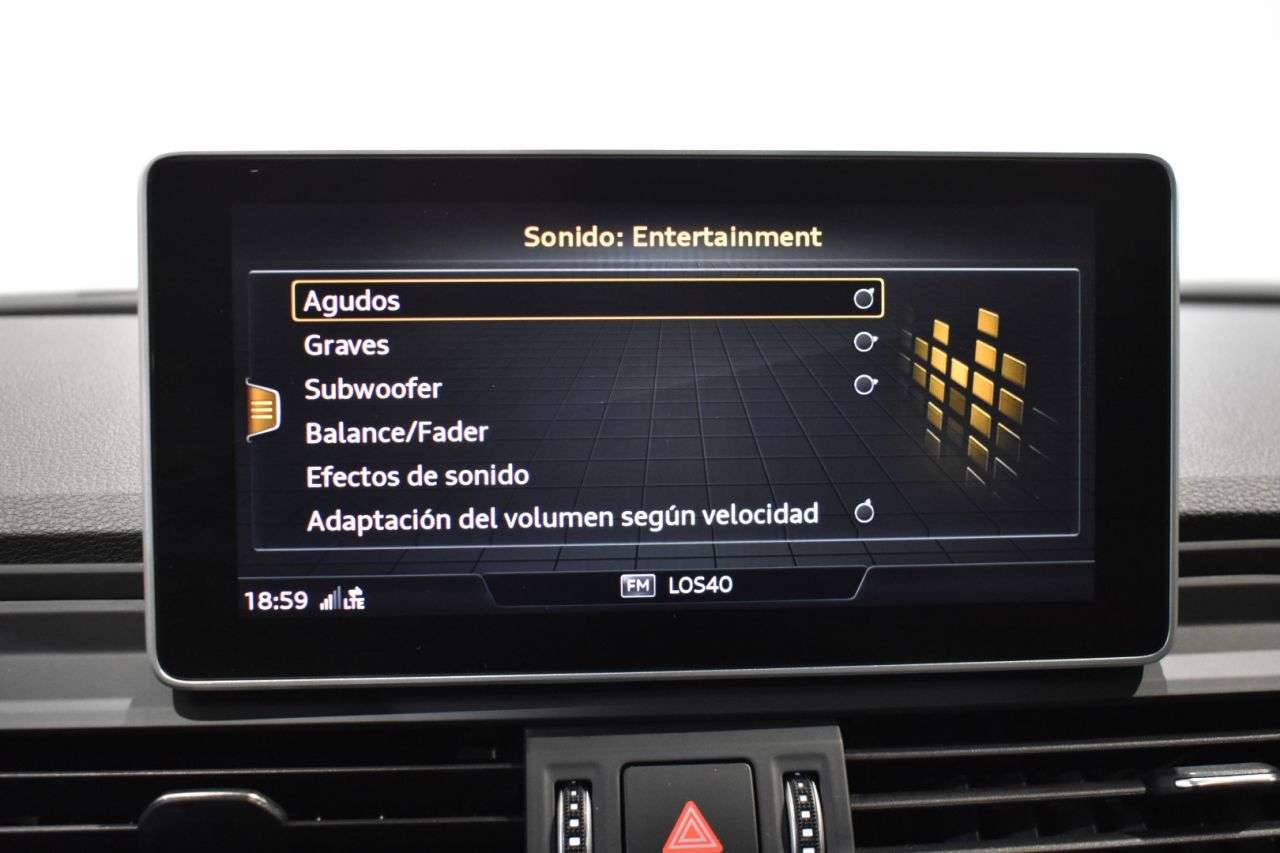 Sonido: Entertainment
Agudos
Graves
Subwoofer
Balance/Fader
Efectos de sonido
Adaptación del volumen según velocidad
18:59 LTE FM LOS40